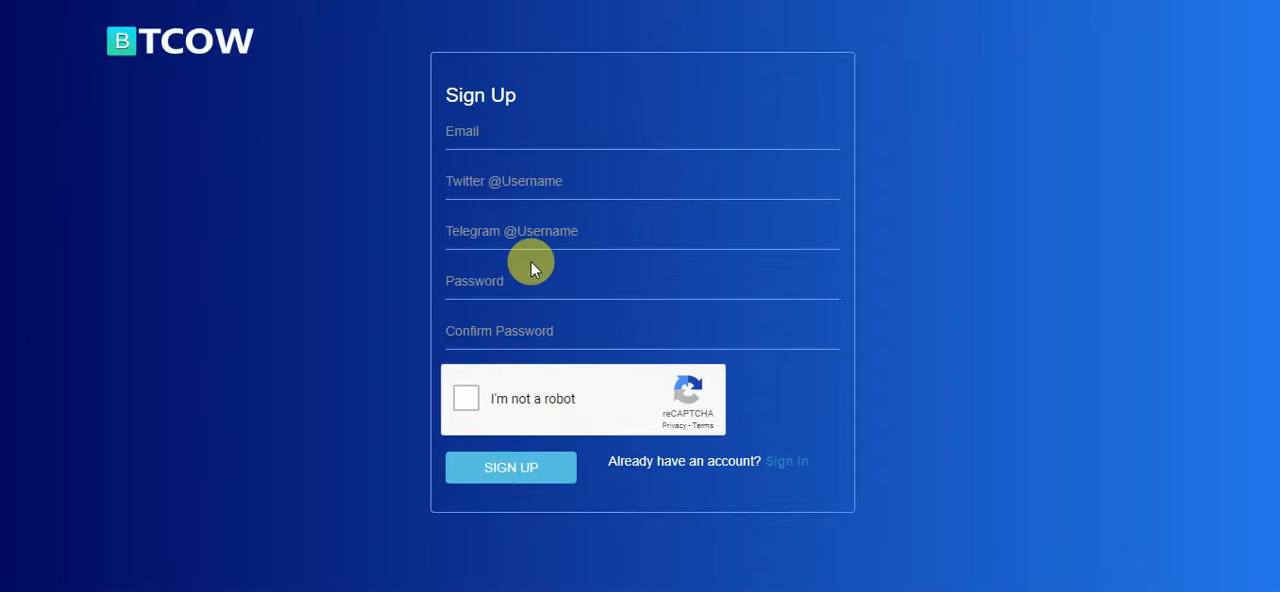 BTCOW
Sign Up
Email
Twitter @Username
Telegram @Username
Password
Confirm Password
I'm not a robot
reCAPTCHA
Privacy - Terms
SIGN UP
Already have an account? Sign In